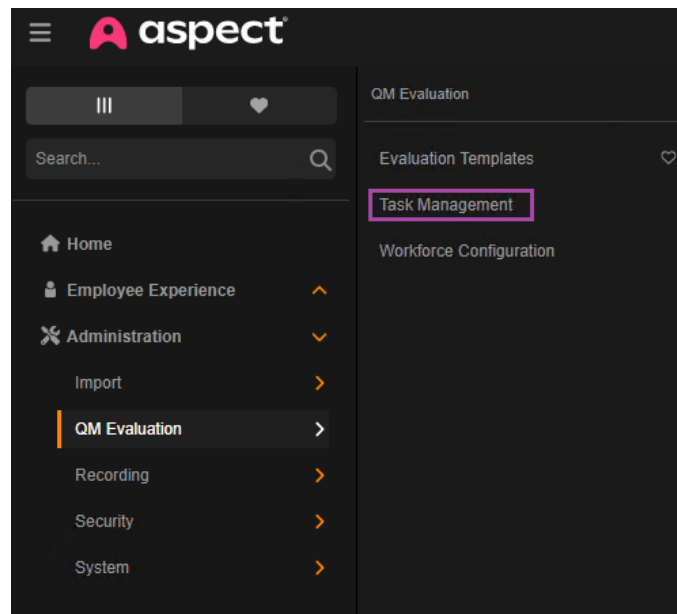 aspect
Search...
Home
Employee Experience
Administration
Import
QM Evaluation
Recording
Security
System
QM Evaluation
Evaluation Templates
Task Management
Workforce Configuration